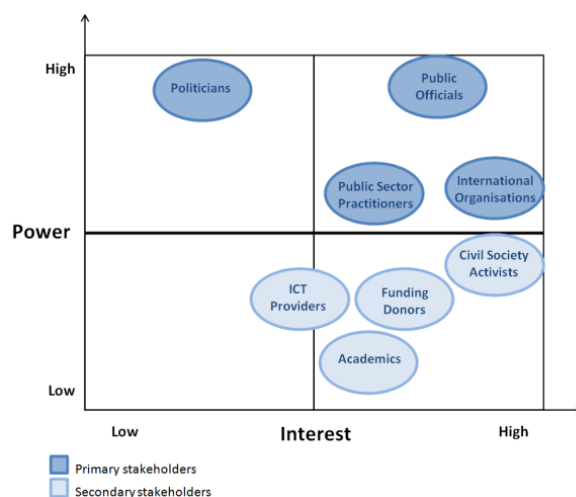 High
Politicians
Public
Officials
Public Sector
Practitioners
International
Organisations
Power
Civil Society
Activists
ICT
Providers
Funding
Donors
Academics
Low
Low
Interest
High
Primary stakeholders
Secondary stakeholders